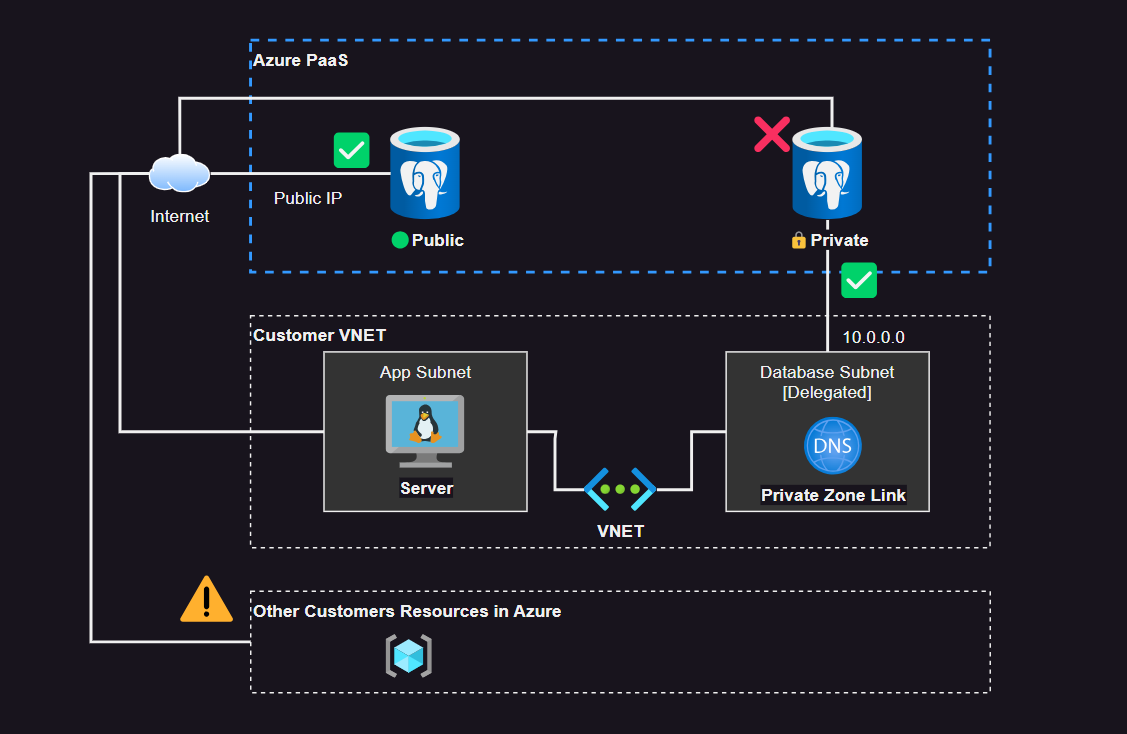 Azure PaaS
Public IP
Internet
Public
Private
Customer VNET
10.0.0.0
App Subnet
Server
Database Subnet
[Delegated]
DNS
Private Zone Link
VNET
Other Customers Resources in Azure